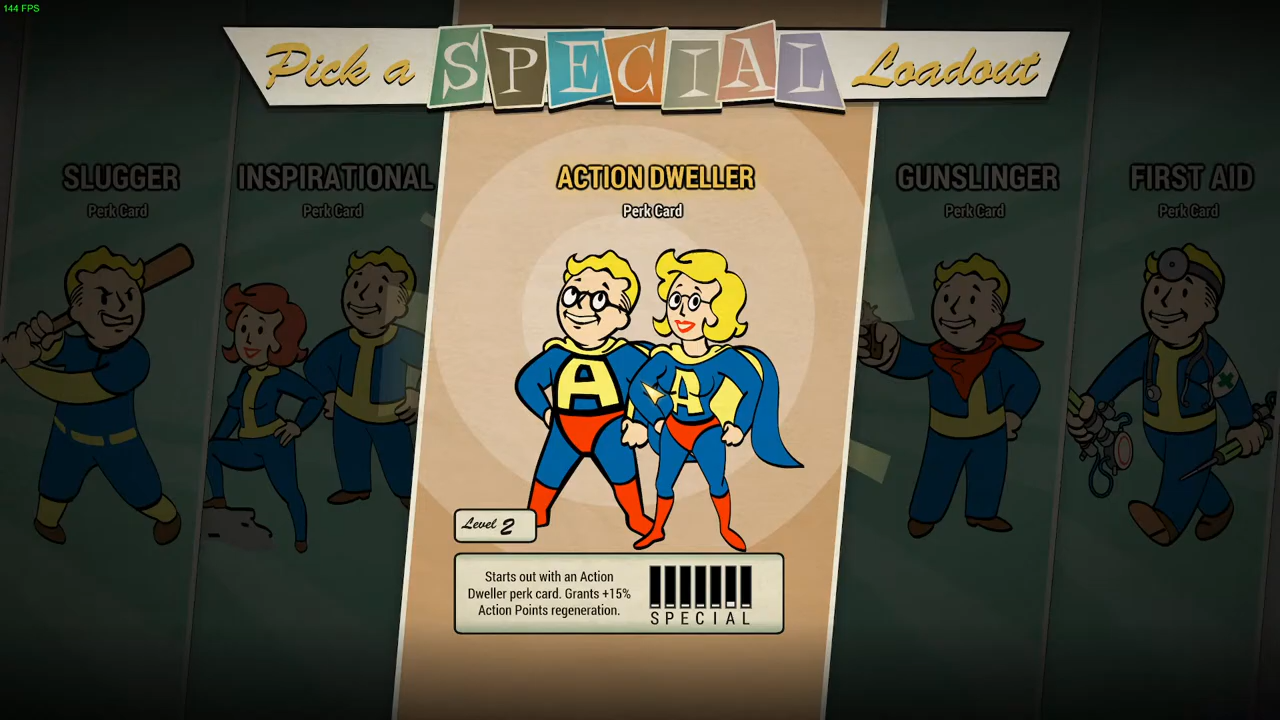 144 FPS
Pick a SPECIAL Loadout
SLUGGER
Perk Card
INSPIRATIONAL
Perk Card
ACTION DWELLER
Perk Card
GUNSLINGER
Perk Card
FIRST AID
Perk Card
A
A
Level 2
Starts out with an Action
Dweller perk card. Grants +15%
Action Points regeneration.
SPECIAL